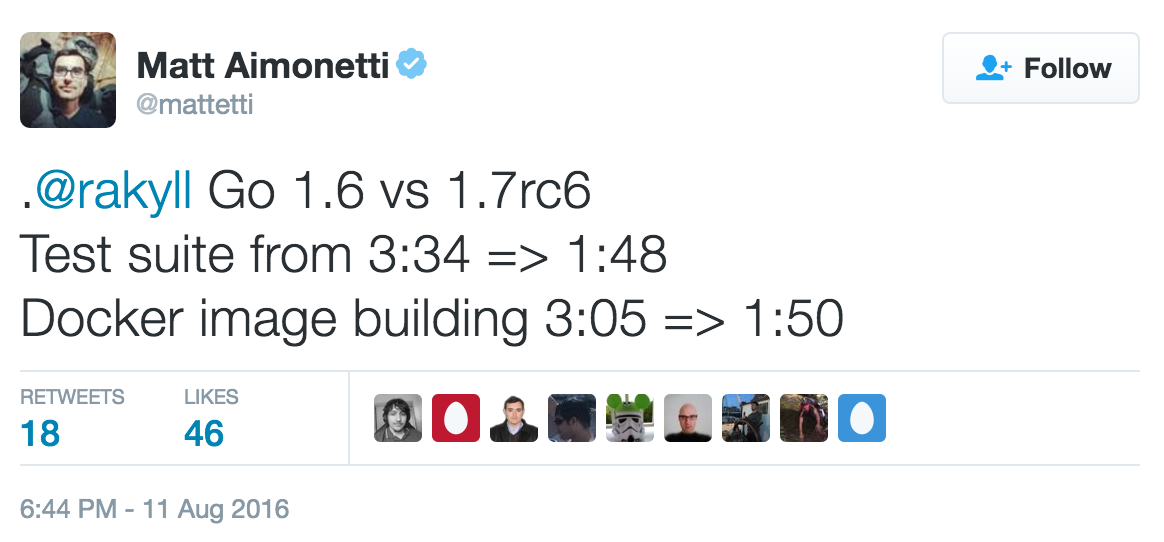 Matt Aimonetti
@mattetti
Follow
.@rakyll Go 1.6 vs 1.7rc6
Test suite from 3:34 => 1:48
Docker image building 3:05 => 1:50
RETWEETS LIKES
18 46
6:44 PM - 11 Aug 2016